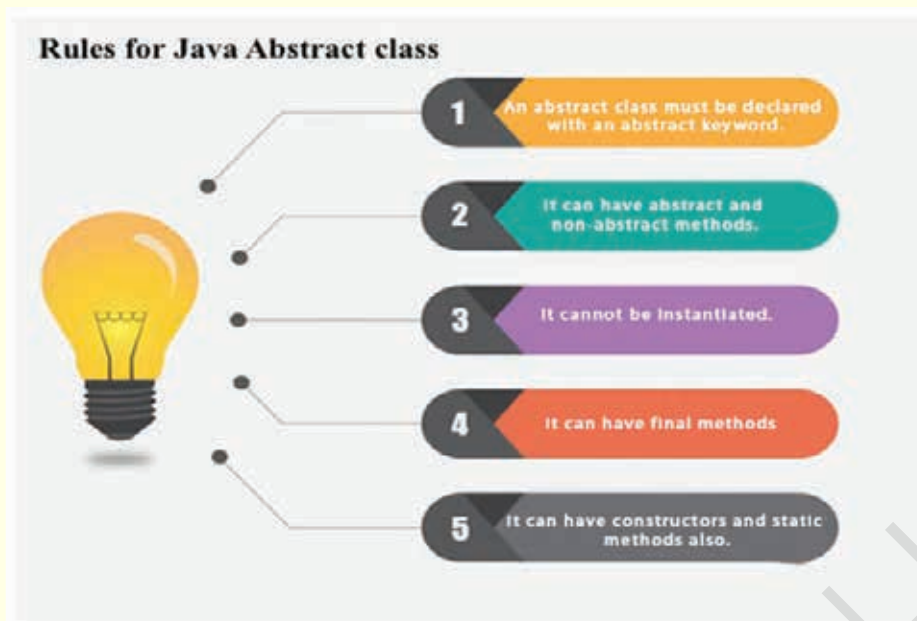 Rules for Java Abstract class
1
An abstract class must be declared
with an abstract keyword.
2
It can have abstract and
non-abstract methods.
3
It cannot be instantiated.
4
It can have final methods
5
It can have constructors and static
methods also.